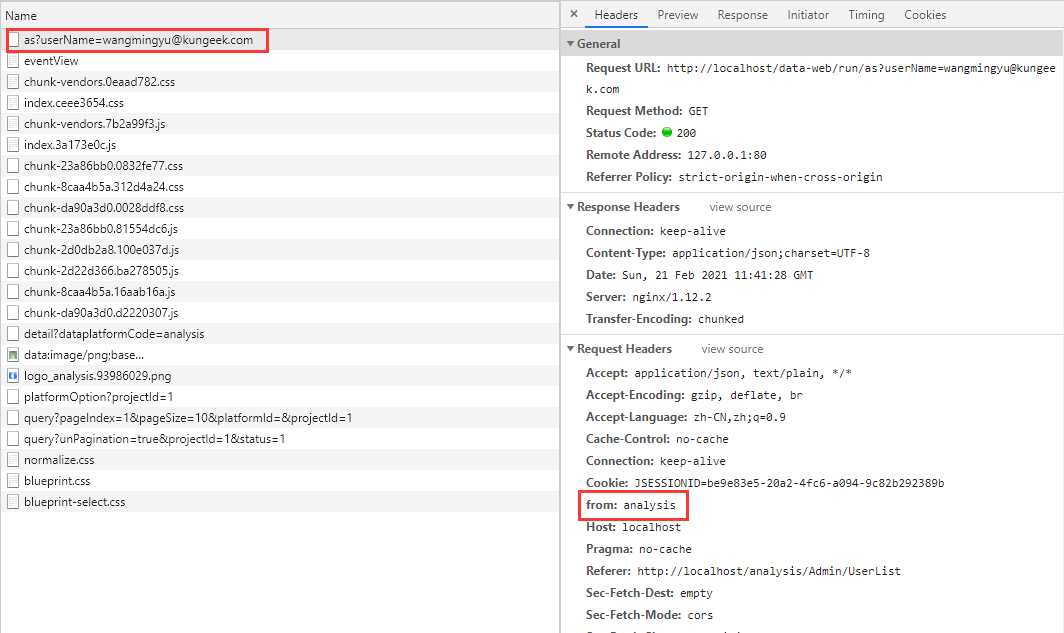 Name
as?userName=wangmingyu@kungeek.com
eventView
chunk-vendors.0eaad782.css
index.ceee3654.css
chunk-vendors.7b2a99f3.js
index.3a173e0c.js
chunk-23a86bb0.0832fe77.css
chunk-8caa4b5a.312d4a24.css
chunk-da90a3d0.0028ddf8.css
chunk-23a86bb0.81554dc6.js
chunk-2d0db2a8.100e037d.js
chunk-2d22d366.ba278505.js
chunk-8caa4b5a.16aab16a.js
chunk-da90a3d0.d2220307.js
detail?dataplatformCode=analysis
data:image/png;base...
logo_analysis.93986029.png
platformOption?projectId=1
query?pageIndex=1&pageSize=10&platformId=&projectId=1
query?unPagination=true&projectId=1&status=1
normalize.css
blueprint.css
blueprint-select.css
× Headers Preview Response Initiator Timing Cookies
General
Request URL: http://localhost/data-web/run/as?userName=wangmingyu@kungee
k.com
Request Method: GET
Status Code: 200
Remote Address: 127.0.0.1:80
Referrer Policy: strict-origin-when-cross-origin
Response Headers view source
Connection: keep-alive
Content-Type: application/json;charset=UTF-8
Date: Sun, 21 Feb 2021 11:41:28 GMT
Server: nginx/1.12.2
Transfer-Encoding: chunked
Request Headers view source
Accept: application/json, text/plain, */*
Accept-Encoding: gzip, deflate, br
Accept-Language: zh-CN,zh;q=0.9
Cache-Control: no-cache
Connection: keep-alive
Cookie: JSESSIONID=be9e83e5-20a2-4fc6-a094-9c82b292389b
from: analysis
Host: localhost
Pragma: no-cache
Referer: http://localhost/analysis/Admin/UserList
Sec-Fetch-Dest: empty
Sec-Fetch-Mode: cors